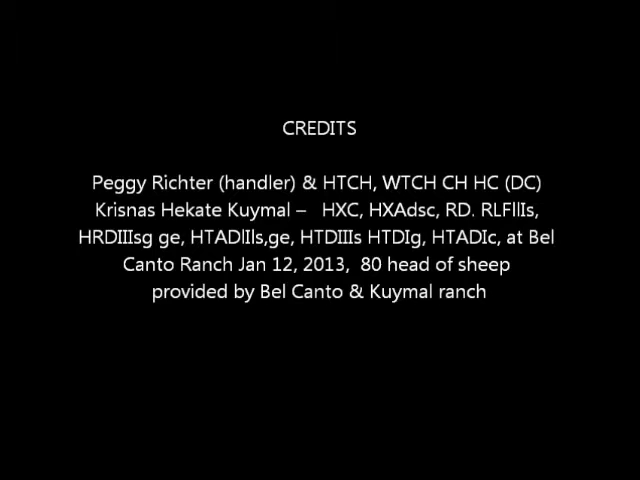 CREDITS
Peggy Richter (handler) & HTCH, WTCH CH HC (DC)
Krisnas Hekate Kuymal – HXC, HXAdsc, RD. RLFIIIs,
HRDIIIsg ge, HTADIIIs,ge, HTDIIIs HTDIg, HTADIc, at Bel
Canto Ranch Jan 12, 2013, 80 head of sheep
provided by Bel Canto & Kuymal ranch